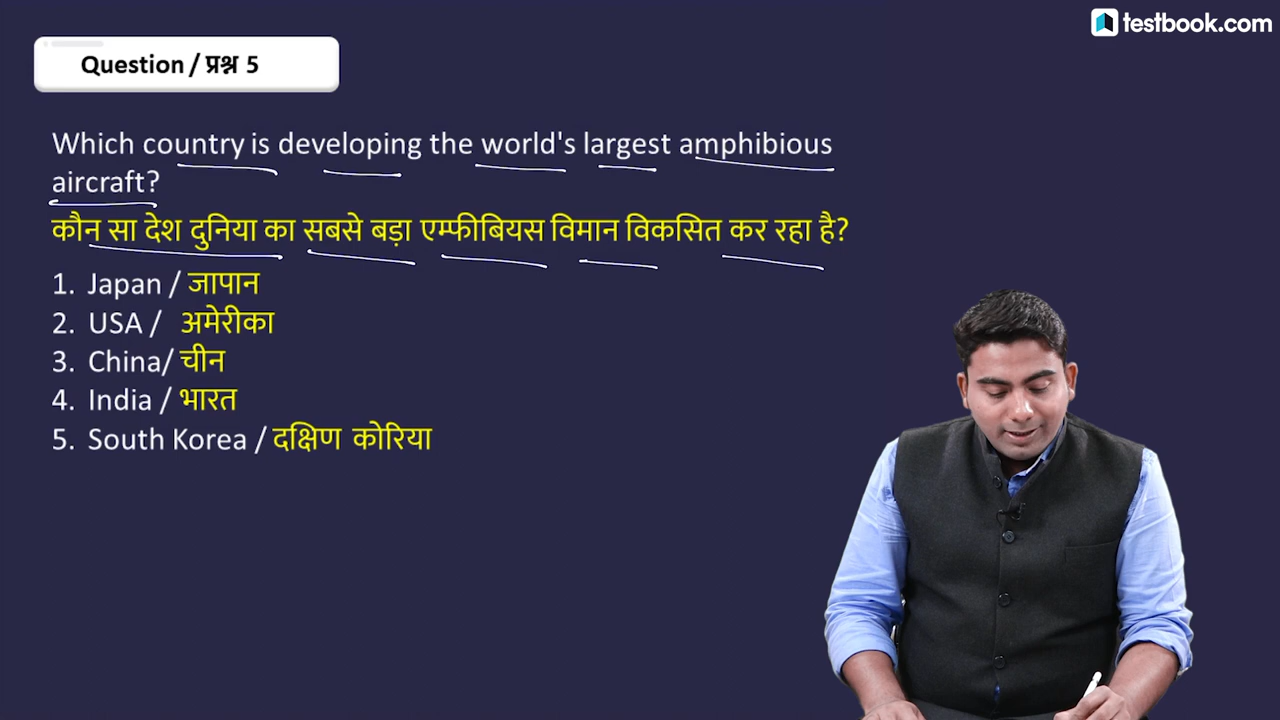 testbook.com
Question / प्रश्न 5
Which country is developing the world's largest amphibious
aircraft?
कौन सा देश दुनिया का सबसे बड़ा एम्फीबियस विमान विकसित कर रहा है?
1. Japan / जापान
2. USA / अमेरीका
3. China/ चीन
4. India / भारत
5. South Korea / दक्षिण कोरिया